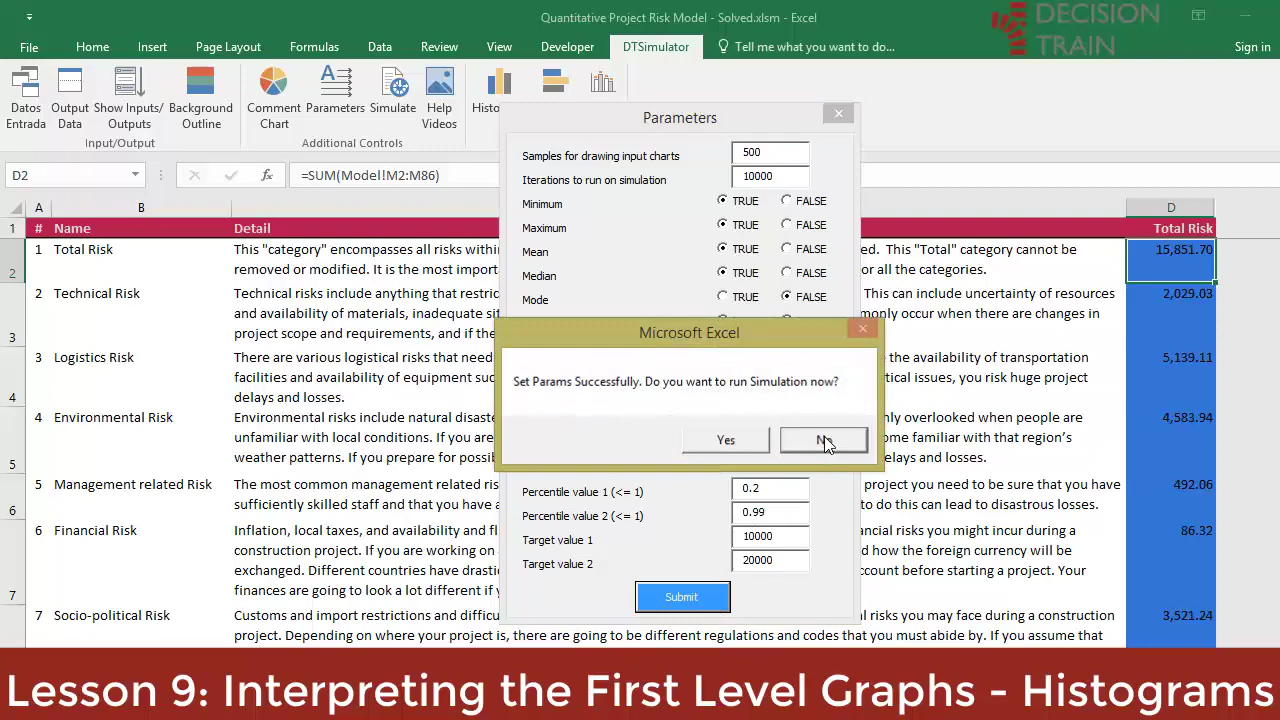 Quantitative Project Risk Model - Solved.xlsm - Excel
DECISION
TRAIN
File Home Insert Page Layout Formulas Data Review View Developer DTSimulator Tell me what you want to do... Sign in
Datos Entrada
Output Data
Show Inputs/ Outputs
Background Outline
Comment Chart
Parameters
Simulate
Help Videos
Input/Output
Additional Controls
D2
fx
=SUM(Model!M2:M86)
Parameters
Samples for drawing input charts 500
Iterations to run on simulation 10000
Minimum TRUE FALSE
Maximum TRUE FALSE
Mean TRUE FALSE
Median TRUE FALSE
Mode TRUE FALSE
Microsoft Excel
Set Params Successfully. Do you want to run Simulation now?
Yes
Percentile value 1 (<= 1) 0.2
Percentile value 2 (<= 1) 0.99
Target value 1 10000
Target value 2 20000
Submit
A B D
1 # Name Detail Total Risk
2 1 Total Risk This "category" encompasses all risks within ed. This "Total" category cannot be 15,851.70
removed or modified. It is the most or all the categories.
3 2 Technical Risk Technical risks include anything that This can include uncertainty of resources 2,029.03
and availability of materials, inadequate occur when there are changes in
project scope and requirements, and if the
4 3 Logistics Risk There are various logistical risks that need the availability of transportation 5,139.11
facilities and availability of equipment issues, you risk huge project
delays and losses.
5 4 Environmental Risk Environmental risks include natural overlooked when people are 4,583.94
unfamiliar with local conditions. If you are familiar with that region's
weather patterns. If you prepare for delays and losses.
6 5 Management related Risk The most common management related project you need to be sure that you have 492.06
sufficiently skilled staff and that you have to do this can lead to disastrous losses.
7 6 Financial Risk Inflation, local taxes, and availability and risks you might incur during a 86.32
construction project. If you are working on and how the foreign currency will be
exchanged. Different countries have account before starting a project. Your
finances are going to look a lot different if
7 Socio-political Risk Customs and import restrictions and risks you may face during a construction 3,521.24
project. Depending on where your project is, there are going to be different regulations and codes that you must abide by. If you assume that
Lesson 9: Interpreting the First Level Graphs - Histograms